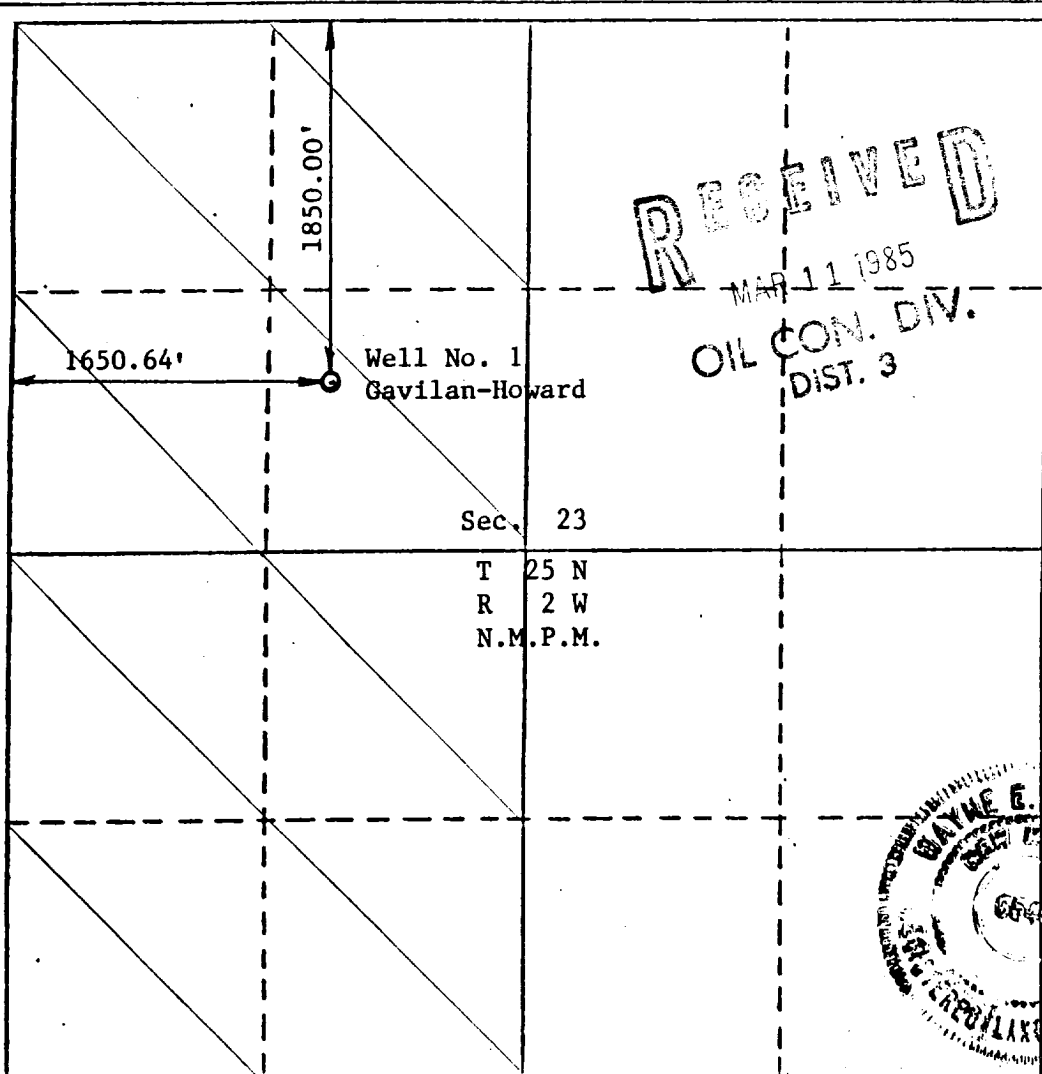 1850.00'
RECEIVED
MAR 11 1985
OIL CON. DIV.
DIST. 3
1650.64'
Well No. 1
Gavilan-Howard
Sec. 23
T 25 N
R 2 W
N.M.P.M.
WAYNE E.